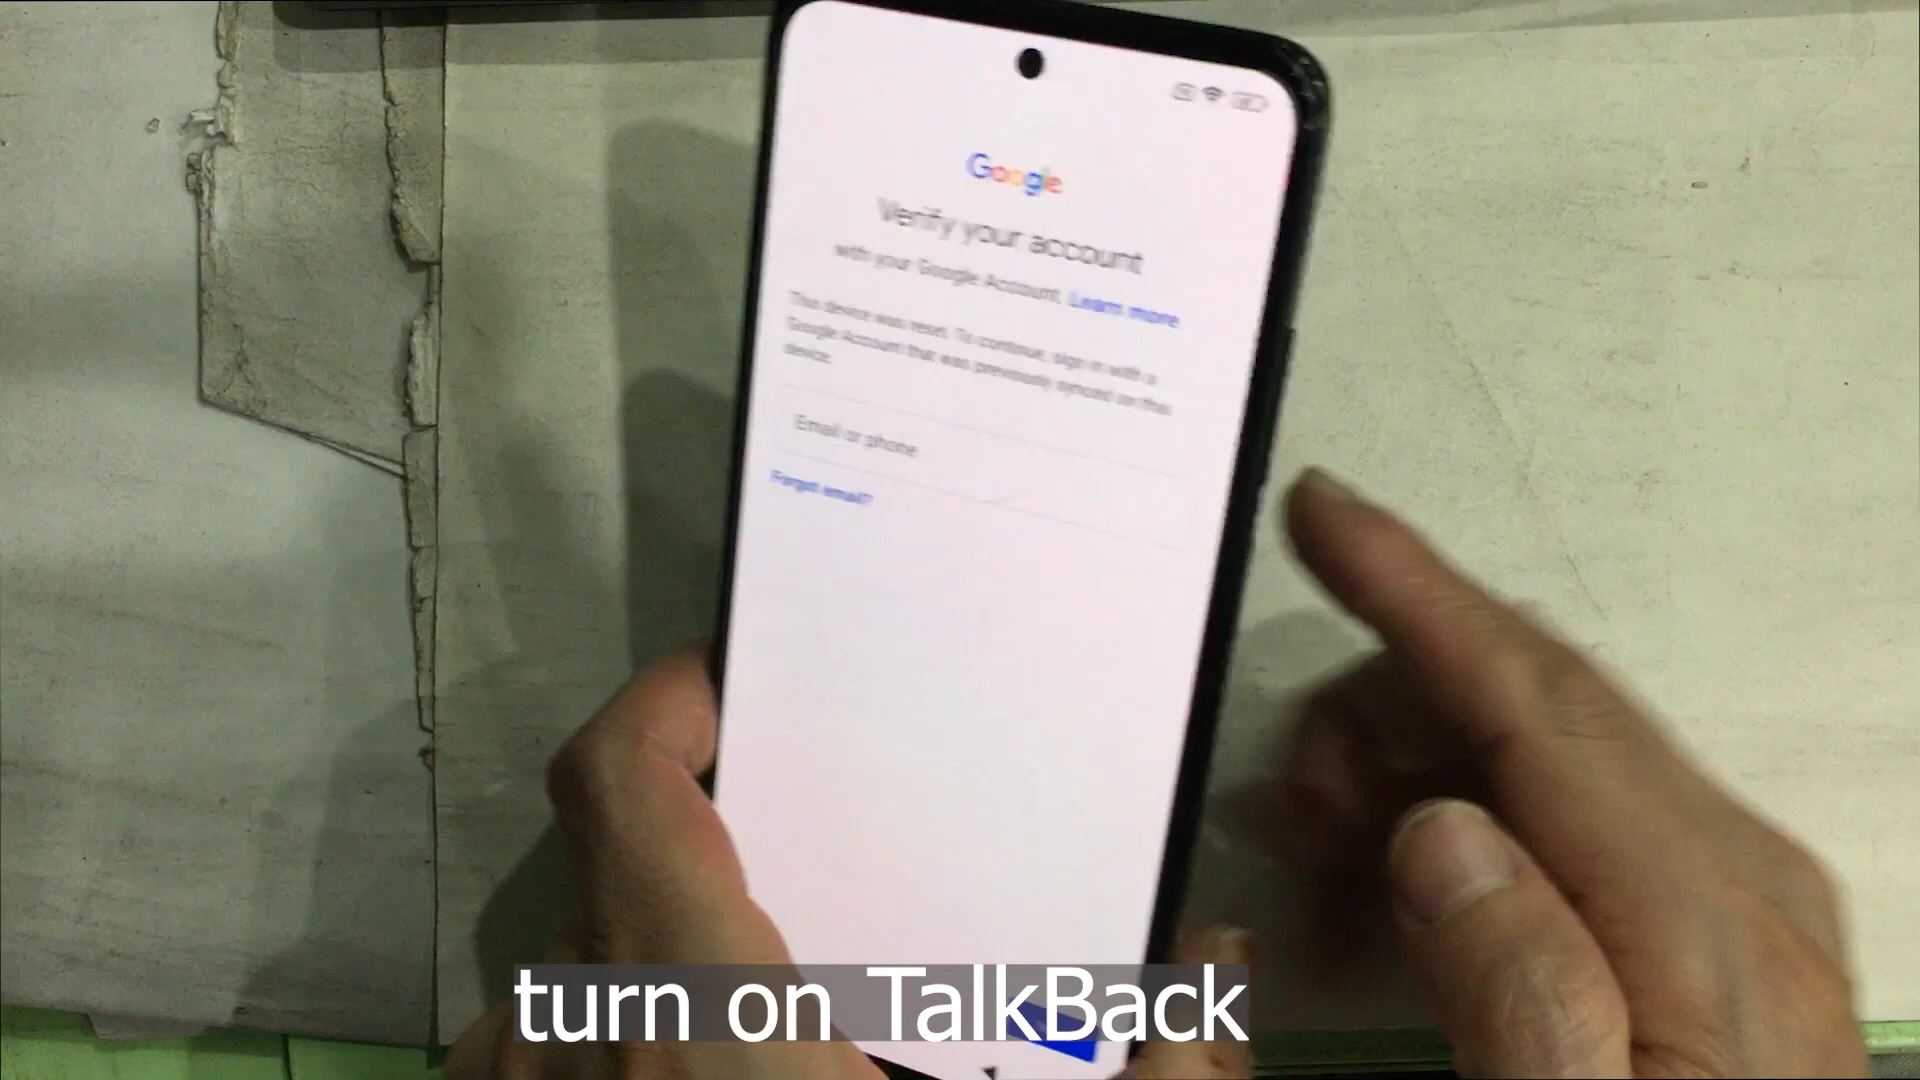 Google
Verify your account
with your Google Account. Learn more
This device was reset. To continue, sign in with a
Google Account that was previously synced on this
device.
Email or phone
Forgot email?
turn on TalkBack